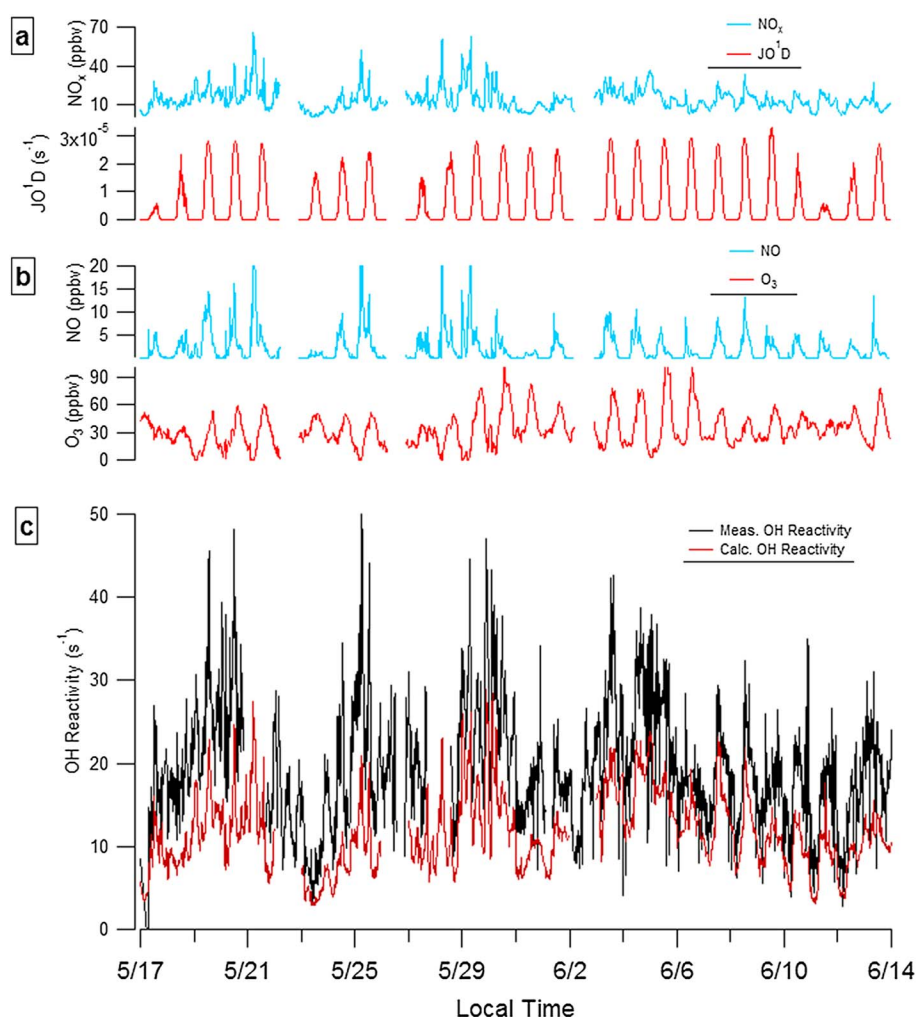 a
NOₓ (ppbv)
70
40
10
NOₓ
JO¹D
JO¹D (s⁻¹)
3x10⁻⁵
2
1
0
b
NO (ppbv)
20
15
10
5
NO
O₃
O₃ (ppbv)
90
60
30
0
c
OH Reactivity (s⁻¹)
50
40
30
20
10
0
Meas. OH Reactivity
Calc. OH Reactivity
5/17 5/21 5/25 5/29 6/2 6/6 6/10 6/14
Local Time